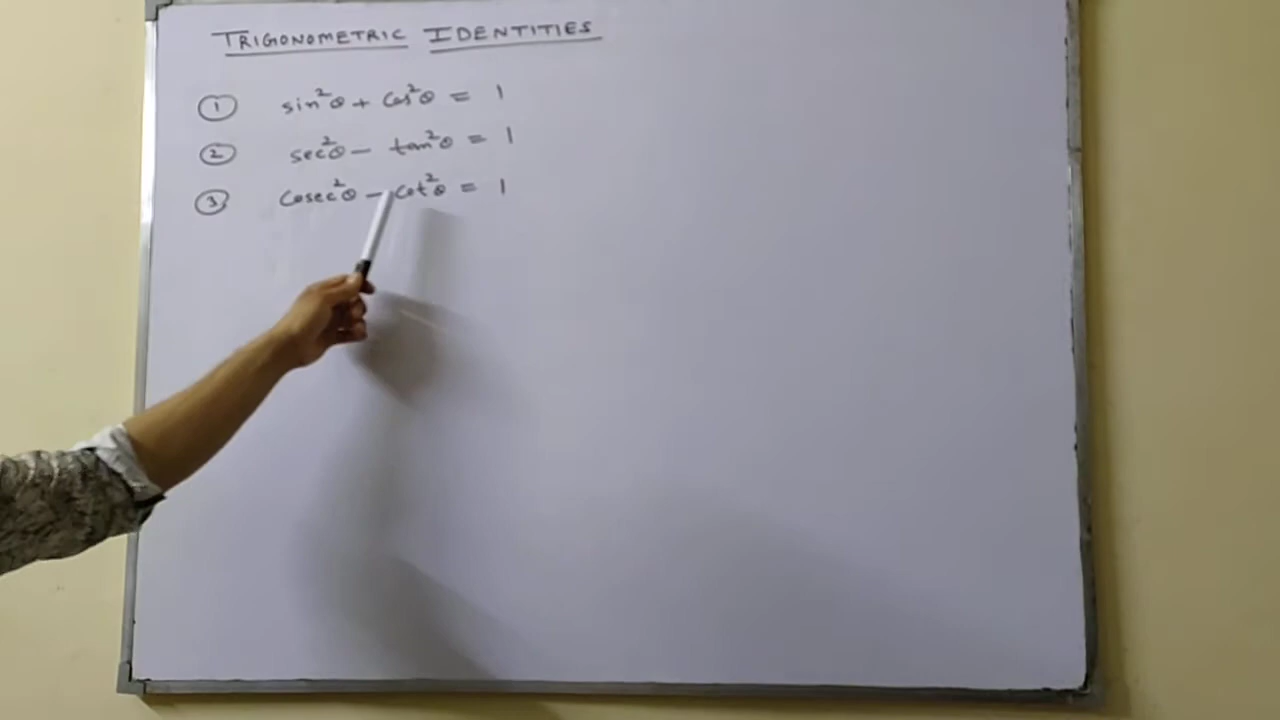 TRIGONOMETRIC IDENTITIES
① sin²θ + cos²θ = 1
② sec²θ − tan²θ = 1
③ cosec²θ − cot²θ = 1